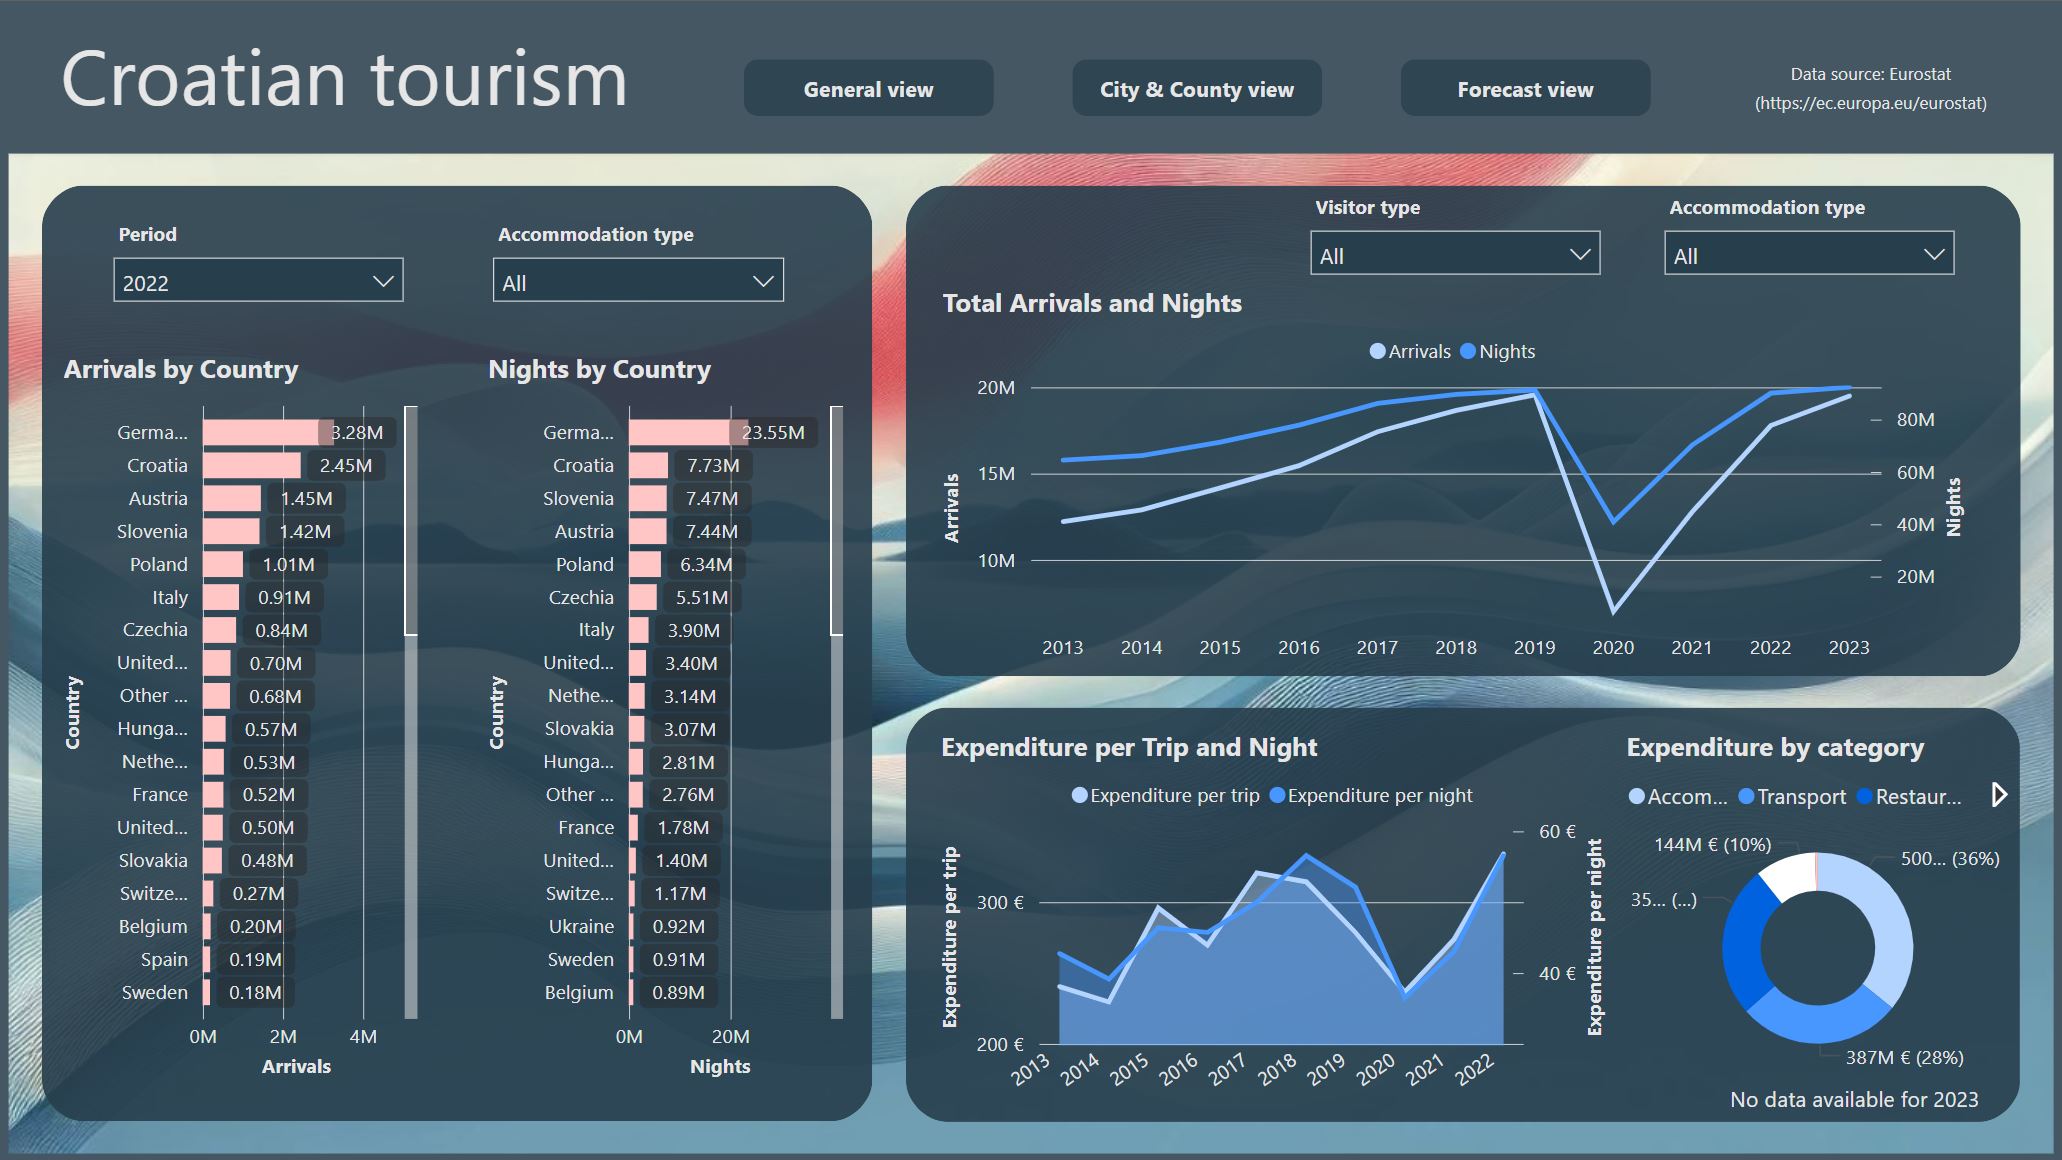 Croatian tourism
General view
City & County view
Forecast view
Data source: Eurostat
(https://ec.europa.eu/eurostat)
Period
2022
Accommodation type
All
Arrivals by Country
Country
Germa... 3.28M
Croatia 2.45M
Austria 1.45M
Slovenia 1.42M
Poland 1.01M
Italy 0.91M
Czechia 0.84M
United... 0.70M
Other ... 0.68M
Hunga... 0.57M
Nethe... 0.53M
France 0.52M
United... 0.50M
Slovakia 0.48M
Switze... 0.27M
Belgium 0.20M
Spain 0.19M
Sweden 0.18M
0M 2M 4M
Arrivals
Nights by Country
Country
Germa... 23.55M
Croatia 7.73M
Slovenia 7.47M
Austria 7.44M
Poland 6.34M
Czechia 5.51M
Italy 3.90M
United... 3.40M
Nethe... 3.14M
Slovakia 3.07M
Hunga... 2.81M
Other ... 2.76M
France 1.78M
United... 1.40M
Switze... 1.17M
Ukraine 0.92M
Sweden 0.91M
Belgium 0.89M
0M 20M
Nights
Visitor type
All
Accommodation type
All
Total Arrivals and Nights
Arrivals Nights
20M
15M
10M
Arrivals
80M
60M
40M
20M
Nights
2013 2014 2015 2016 2017 2018 2019 2020 2021 2022 2023
Expenditure per Trip and Night
Expenditure per trip Expenditure per night
Expenditure per trip
300 €
200 €
60 €
40 €
Expenditure per night
2013 2014 2015 2016 2017 2018 2019 2020 2021 2022
Expenditure by category
Accom... Transport Restaur...
144M € (10%)
500... (36%)
35... (...)
387M € (28%)
No data available for 2023